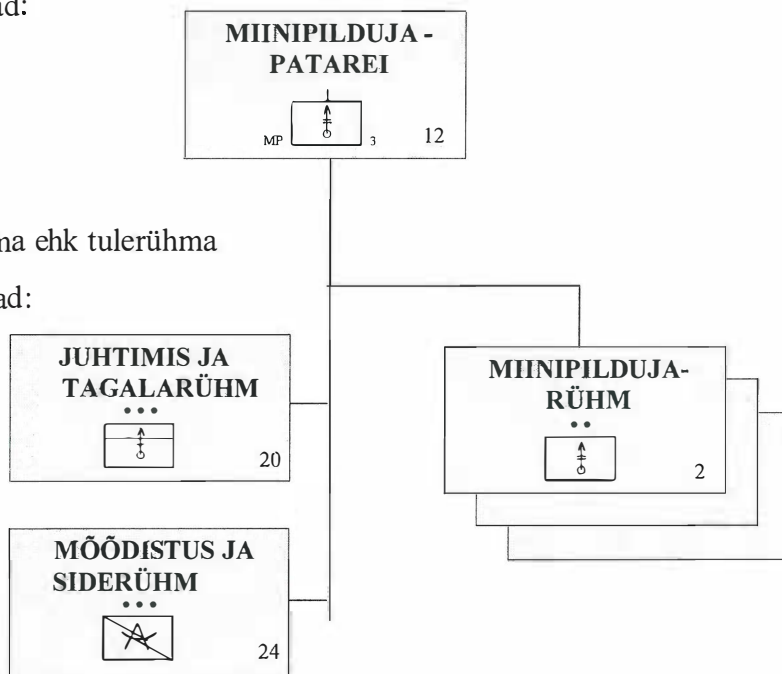 ad:
MIINIPILDUJA -
PATAREI
MP 3 12
ma ehk tulerühma
ad:
JUHTIMIS JA
TAGALARÜHM
20
MIINIPILDUJA-
RÜHM
2
MÕÕDISTUS JA
SIDERÜHM
24